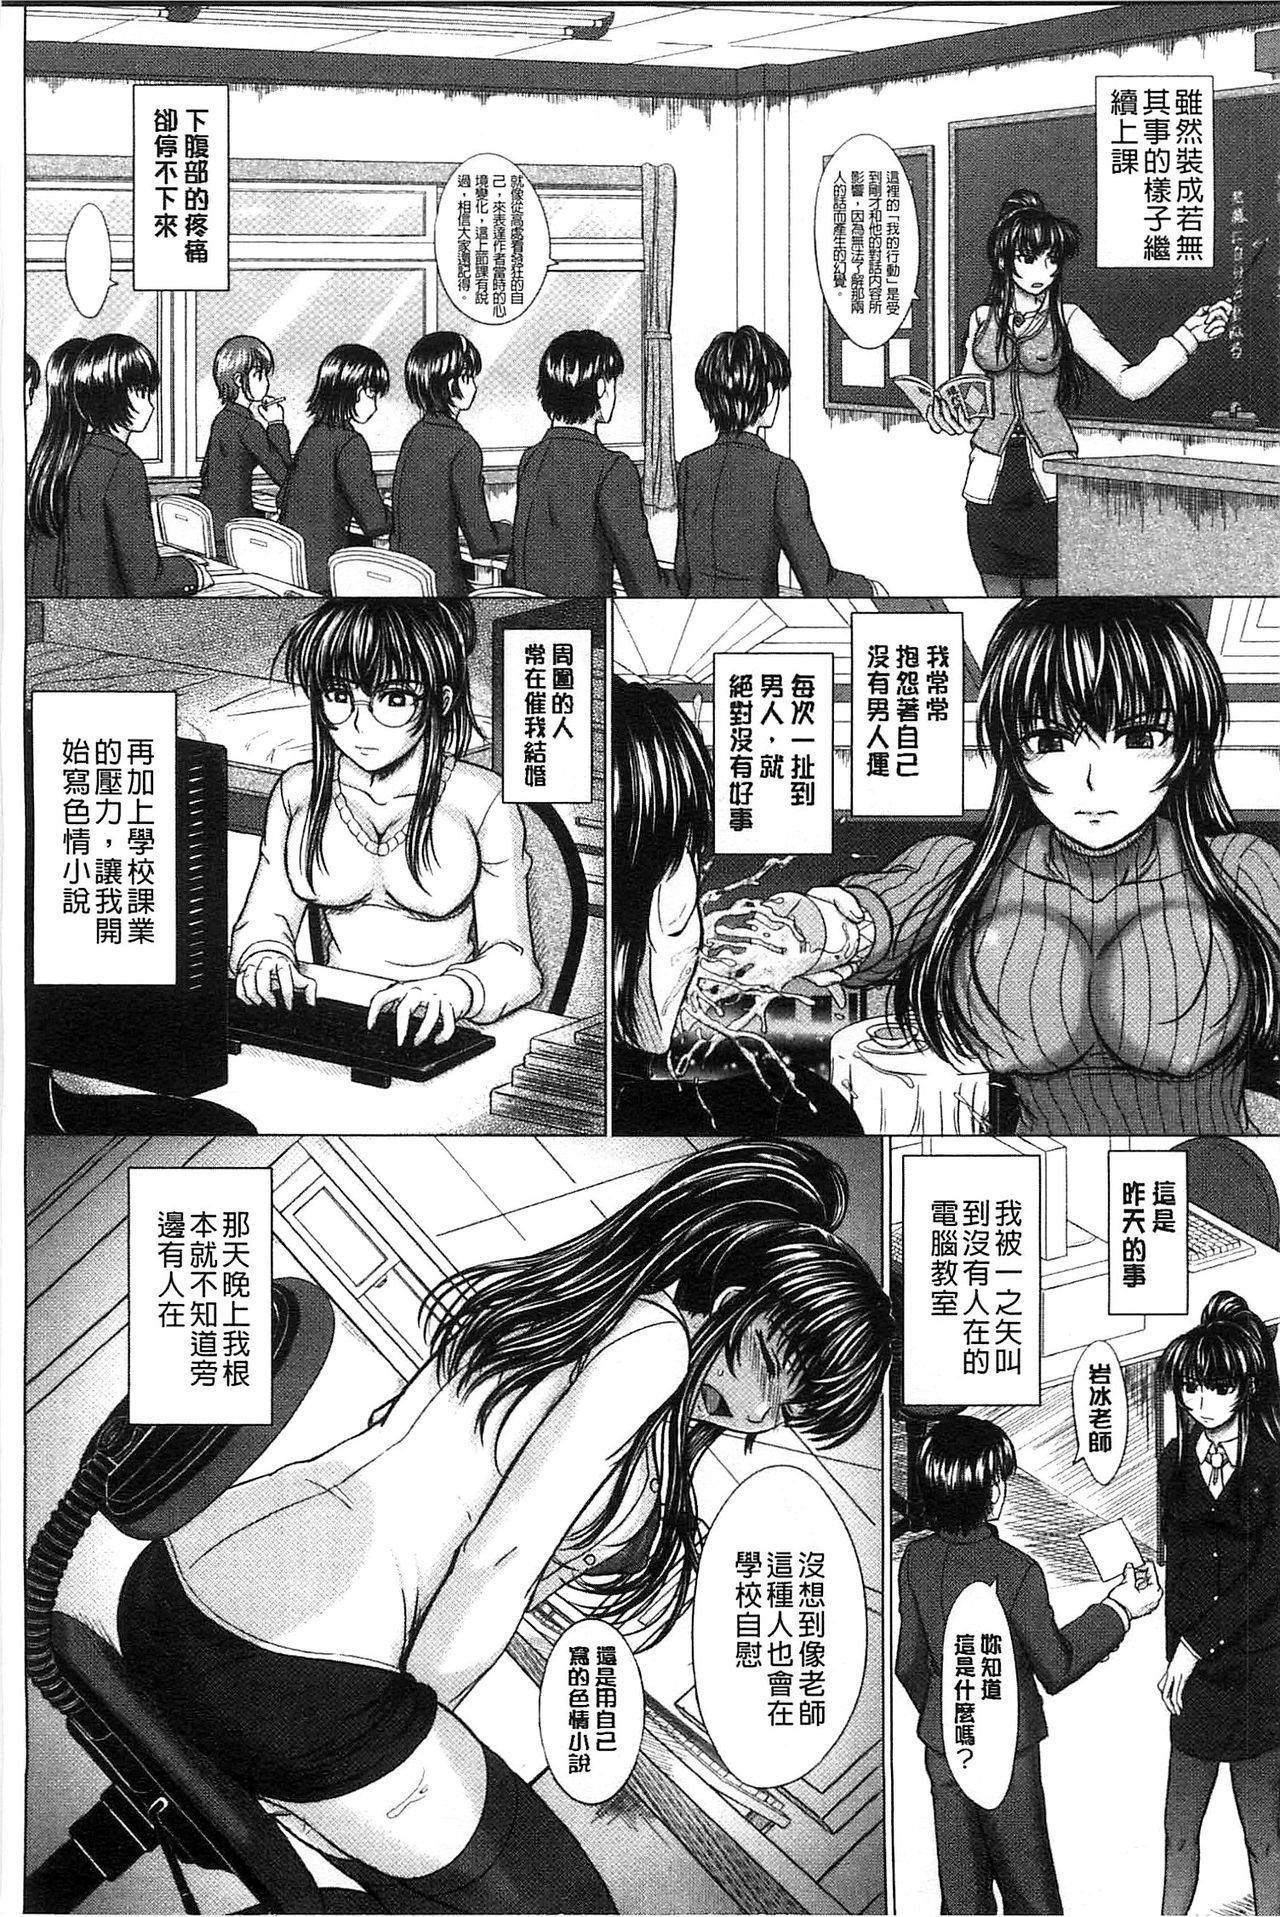 雖然裝成若無
其事的樣子繼
續上課
這裡的「我的行動」是受
到剛才和他的對話內容所
影響，因為無法了解那兩
人的話而產生的幻覺。
就像從高處看發狂的自
己，來表達作者當時的心
境變化，這上節課有說
過，相信大家還記得。
下腹部的疼痛
卻停不下來
我常常
抱怨著自己
沒有男人運
每次一扯到
男人，就
絕對沒有好事
周圍的人
常在催我結婚
再加上學校課業
的壓力，讓我開
始寫色情小說
這是
昨天的事
我被一之矢叫
到沒有人在的
電腦教室
岩冰老師
妳知道
這是什麼嗎？
沒想到像老師
這種人也會在
學校自慰
還是用自己
寫的色情小說
那天晚上我根
本就不知道旁
邊有人在